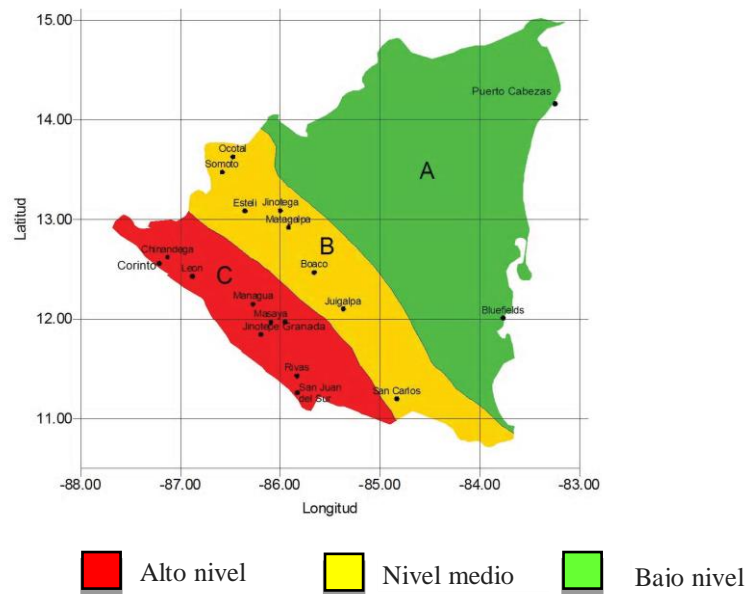 15.00
14.00
13.00
12.00
11.00
Latitud
Puerto Cabezas
A
Ocotal
Somoto
Esteli
Jinotega
Matagalpa
B
Boaco
Juigalpa
Chinandega
Corinto
Leon
C
Managua
Masaya
Jinotepe Granada
Bluefields
Rivas
San Juan
del Sur
San Carlos
-88.00 -87.00 -86.00 -85.00 -84.00 -83.00
Longitud
Alto nivel Nivel medio Bajo nivel